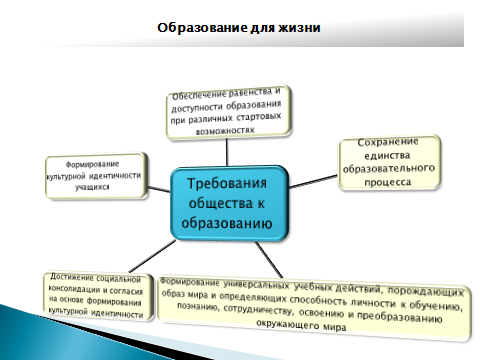 Образование для жизни
Обеспечение равенства и
доступности образования
при различных стартовых
возможностях
Сохранение
единства
образовательного
процесса
Формирование
культурной идентичности
учащихся
Требования
общества к
образованию
Достижение социальной
консолидации и согласия
на основе формирования
культурной идентичности
Формирование универсальных учебных действий, порождающих
образ мира и определяющих способность личности к обучению,
познанию, сотрудничеству, освоению и преобразованию
окружающего мира